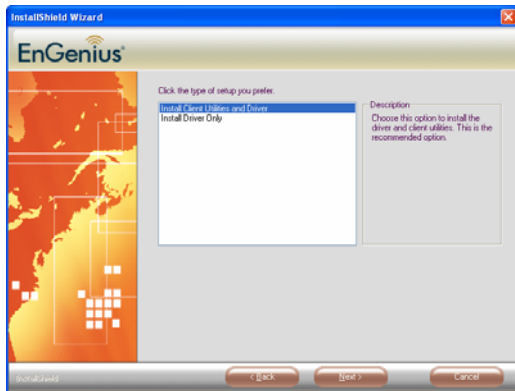 InstallShield Wizard
EnGenius
Click the type of setup you prefer.
Install Client Utilities and Driver
Install Driver Only
Description
Choose this option to install the
driver and client utilities. This is the
recommended option.
InstallShield
< Back
Next >
Cancel